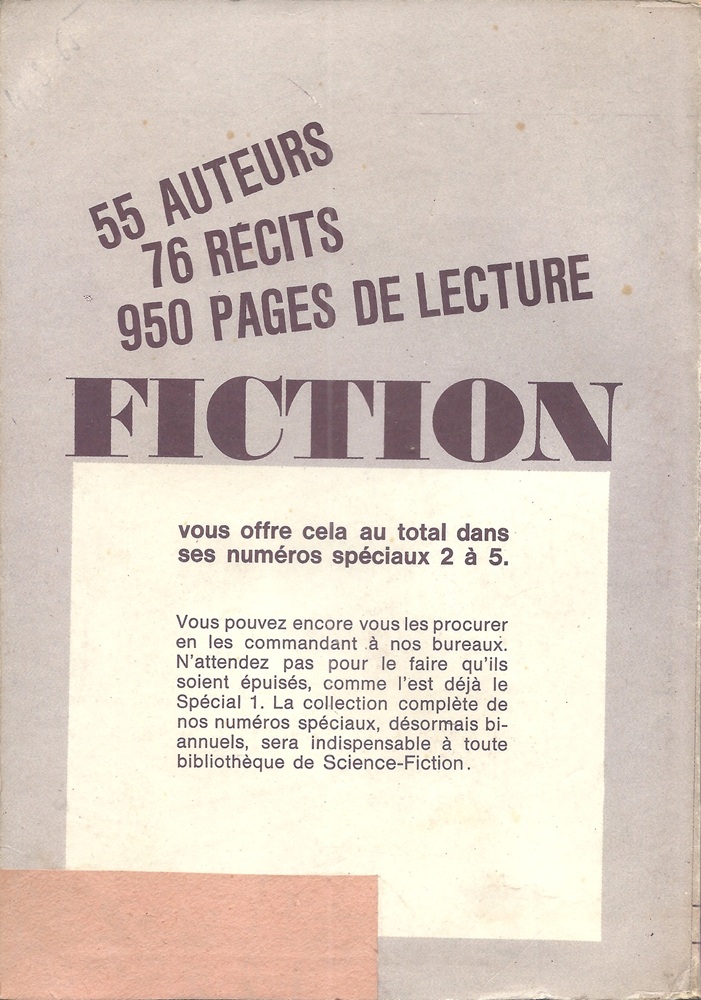 55 AUTEURS
76 RÉCITS
950 PAGES DE LECTURE
FICTION
vous offre cela au total dans
ses numéros spéciaux 2 à 5.
Vous pouvez encore vous les procurer
en les commandant à nos bureaux.
N'attendez pas pour le faire qu'ils
soient épuisés, comme l'est déjà le
Spécial 1. La collection complète de
nos numéros spéciaux, désormais bi-
annuels, sera indispensable à toute
bibliothèque de Science-Fiction.